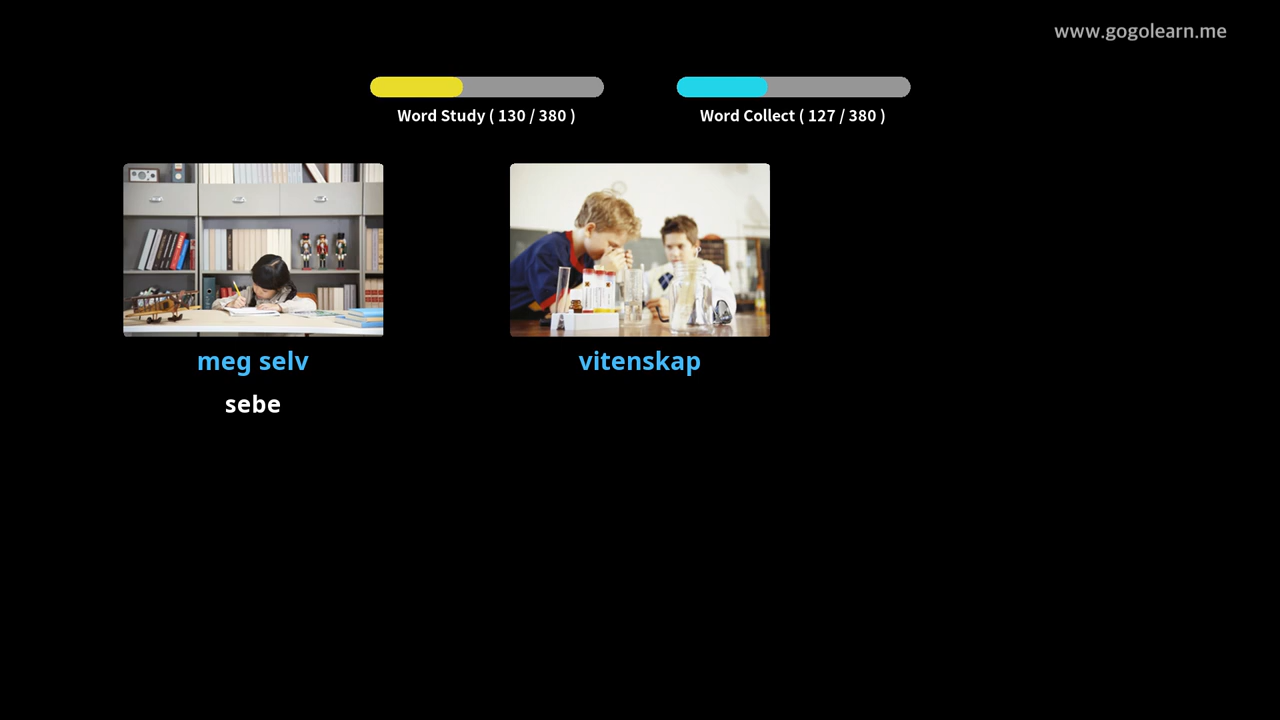 www.gogolearn.me
Word Study ( 130 / 380 )
Word Collect ( 127 / 380 )
meg selv
vitenskap
sebe